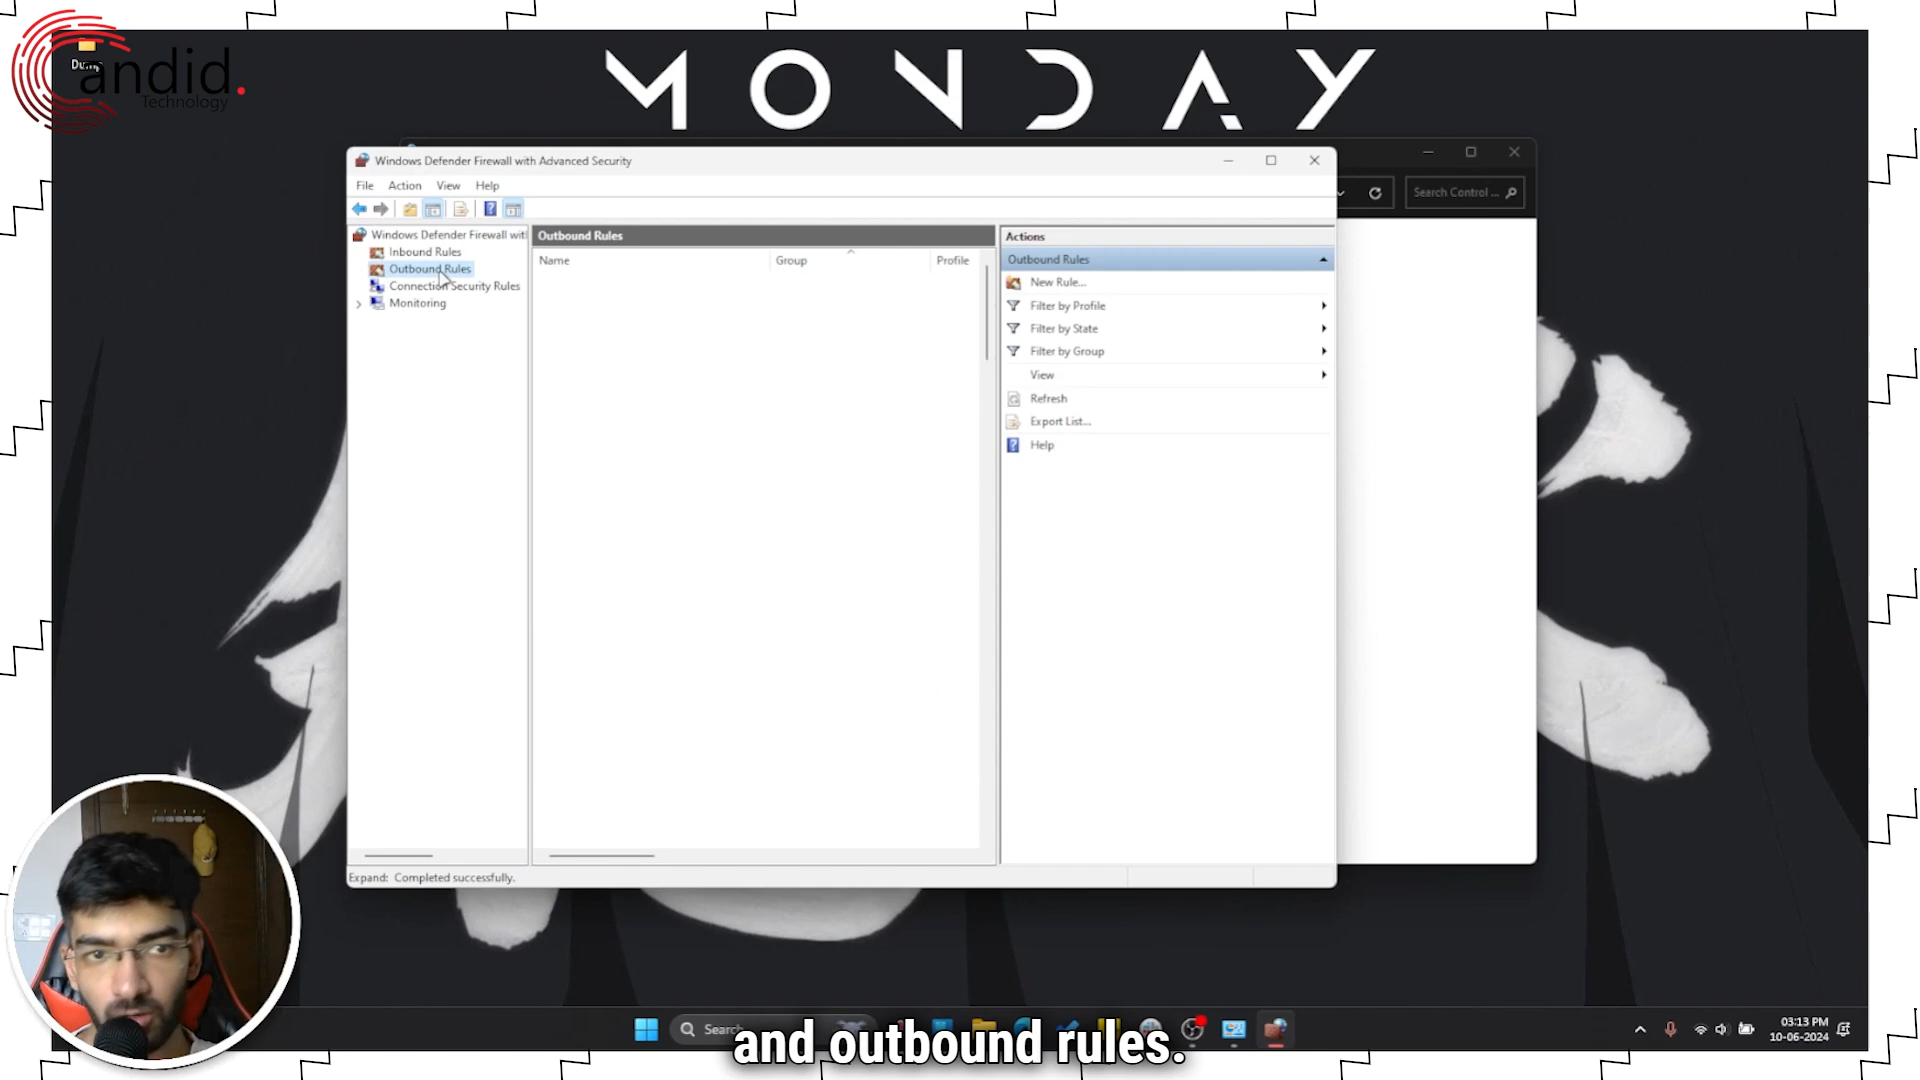 Dump
andid.
Technology
MONDAY
Windows Defender Firewall with Advanced Security
File Action View Help
Search Control ...
Windows Defender Firewall wit
Inbound Rules
Outbound Rules
Connection Security Rules
Monitoring
Outbound Rules
Name Group Profile
Actions
Outbound Rules
New Rule...
Filter by Profile
Filter by State
Filter by Group
View
Refresh
Export List...
Help
Expand: Completed successfully.
Search
and outbound rules.
03:13 PM
10-06-2024